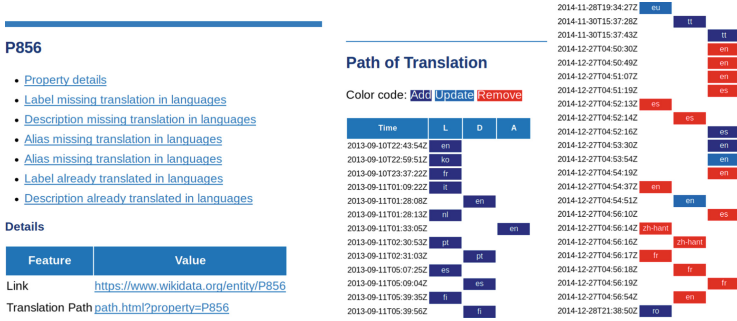 P856
Property details
Label missing translation in languages
Description missing translation in languages
Alias missing translation in languages
Alias missing translation in languages
Label already translated in languages
Description already translated in languages
Details
Feature Value
Link https://www.wikidata.org/entity/P856
Translation Path path.html?property=P856
Path of Translation
Color code: Add Update Remove
Time L D A
2013-09-10T22:43:54Z en
2013-09-10T22:59:51Z ko
2013-09-10T23:37:22Z fr
2013-09-11T01:09:22Z it
2013-09-11T01:28:08Z en
2013-09-11T01:28:13Z nl
2013-09-11T01:33:05Z en
2013-09-11T02:30:53Z pt
2013-09-11T02:31:03Z pt
2013-09-11T05:07:25Z es
2013-09-11T05:09:04Z es
2013-09-11T05:39:35Z fi
2013-09-11T05:39:56Z fi
2014-11-28T19:34:27Z eu
2014-11-30T15:37:28Z tt
2014-11-30T15:37:43Z tt
2014-12-27T04:50:30Z en
2014-12-27T04:50:49Z en
2014-12-27T04:51:07Z en
2014-12-27T04:51:19Z es
2014-12-27T04:52:13Z es
2014-12-27T04:52:14Z es
2014-12-27T04:52:16Z es
2014-12-27T04:53:30Z en
2014-12-27T04:53:54Z en
2014-12-27T04:54:19Z en
2014-12-27T04:54:37Z en
2014-12-27T04:54:51Z en
2014-12-27T04:56:10Z es
2014-12-27T04:56:14Z zh-hant
2014-12-27T04:56:16Z zh-hant
2014-12-27T04:56:17Z fr
2014-12-27T04:56:18Z fr
2014-12-27T04:56:19Z fr
2014-12-27T04:56:54Z en
2014-12-28T21:38:50Z ro